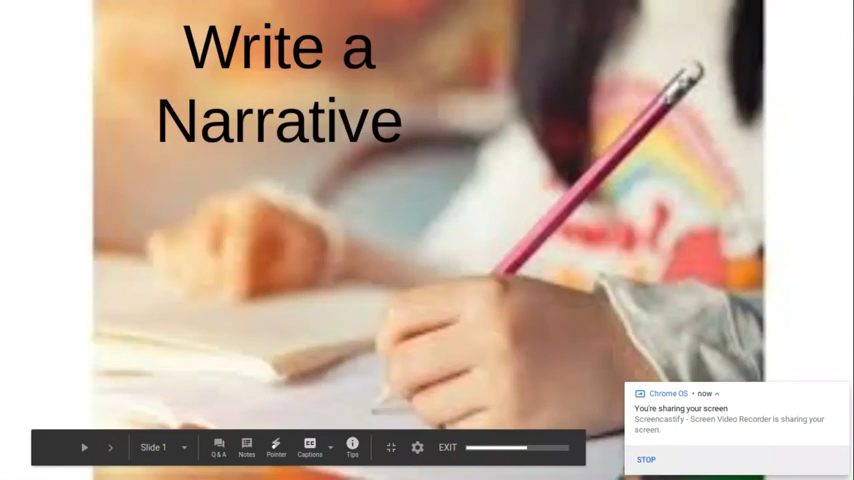 Write a
Narrative
Chrome OS • now
You're sharing your screen
Screencastify - Screen Video Recorder is sharing your
screen.
STOP
Slide 1
Q & A
Notes
Pointer
CC
Captions
Tips
EXIT